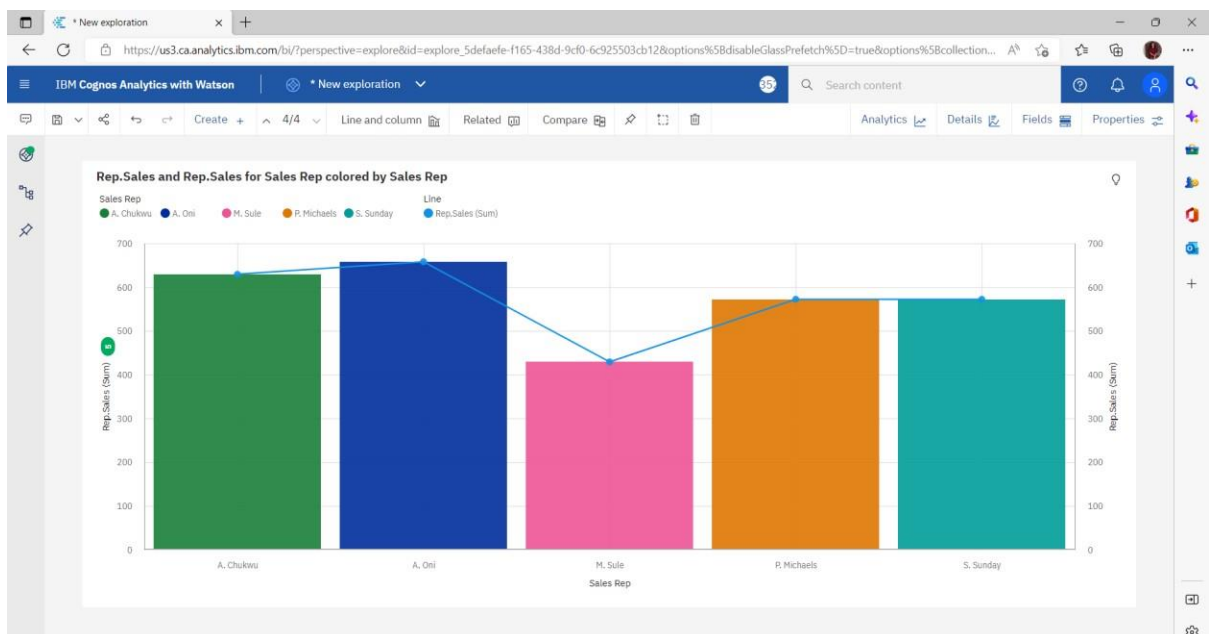 * New exploration
https://us3.ca.analytics.ibm.com/bi/?perspective=explore&id=explore_5defaefe-f165-438d-9cf0-6c925503cb12&options%5BdisableGlassPrefetch%5D=true&options%5Bcollection...
IBM Cognos Analytics with Watson * New exploration Search content
Create + 4/4 Line and column Related Compare Analytics Details Fields Properties
Rep.Sales and Rep.Sales for Sales Rep colored by Sales Rep
Sales Rep Line
A. Chukwu A. Oni M. Sule P. Michaels S. Sunday Rep.Sales (Sum)
700 700
600 600
500 500
400 400
300 300
200 200
100 100
0 0
Rep.Sales (Sum)
Rep.Sales (Sum)
A. Chukwu A. Oni M. Sule P. Michaels S. Sunday
Sales Rep